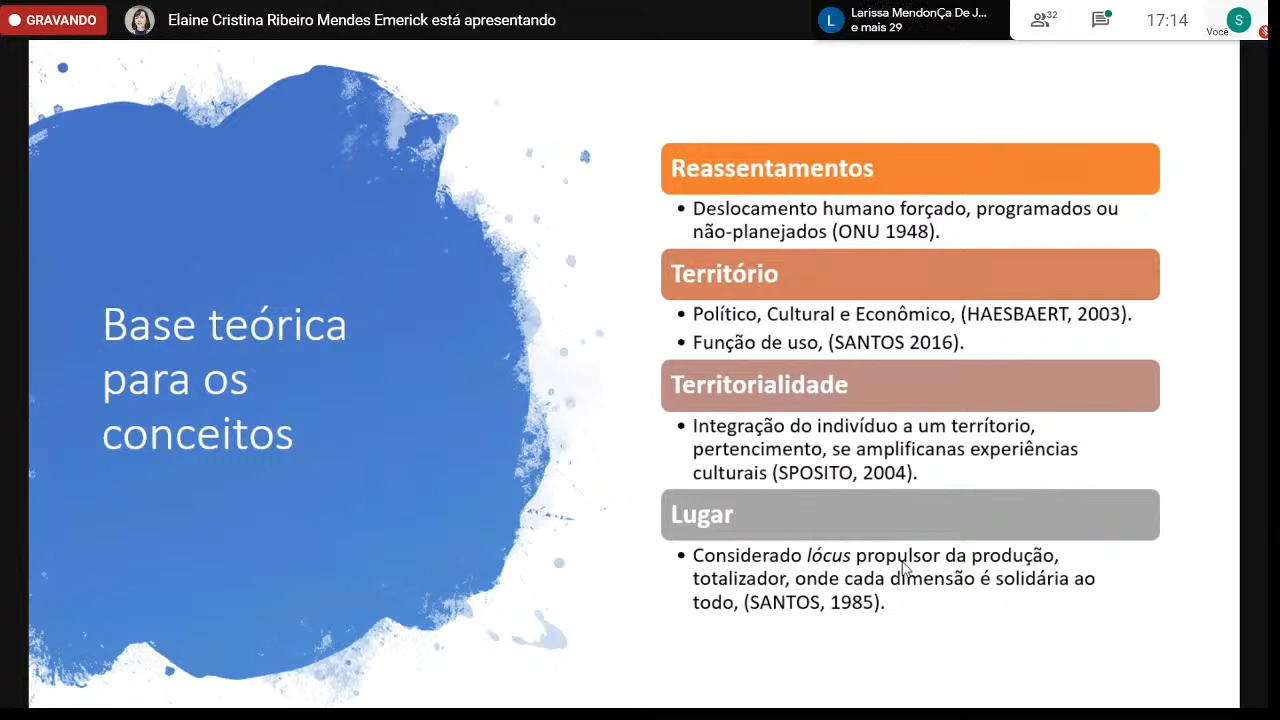 GRAVANDO
Elaine Cristina Ribeiro Mendes Emerick está apresentando
L
Larissa MendonÇa De J...
e mais 29
32
17:14
Você
S
Base teórica
para os
conceitos
Reassentamentos
• Deslocamento humano forçado, programados ou
não-planejados (ONU 1948).
Território
• Político, Cultural e Econômico, (HAESBAERT, 2003).
• Função de uso, (SANTOS 2016).
Territorialidade
• Integração do indivíduo a um terrítorio,
pertencimento, se amplificanas experiências
culturais (SPOSITO, 2004).
Lugar
• Considerado lócus propulsor da produção,
totalizador, onde cada dimensão é solidária ao
todo, (SANTOS, 1985).